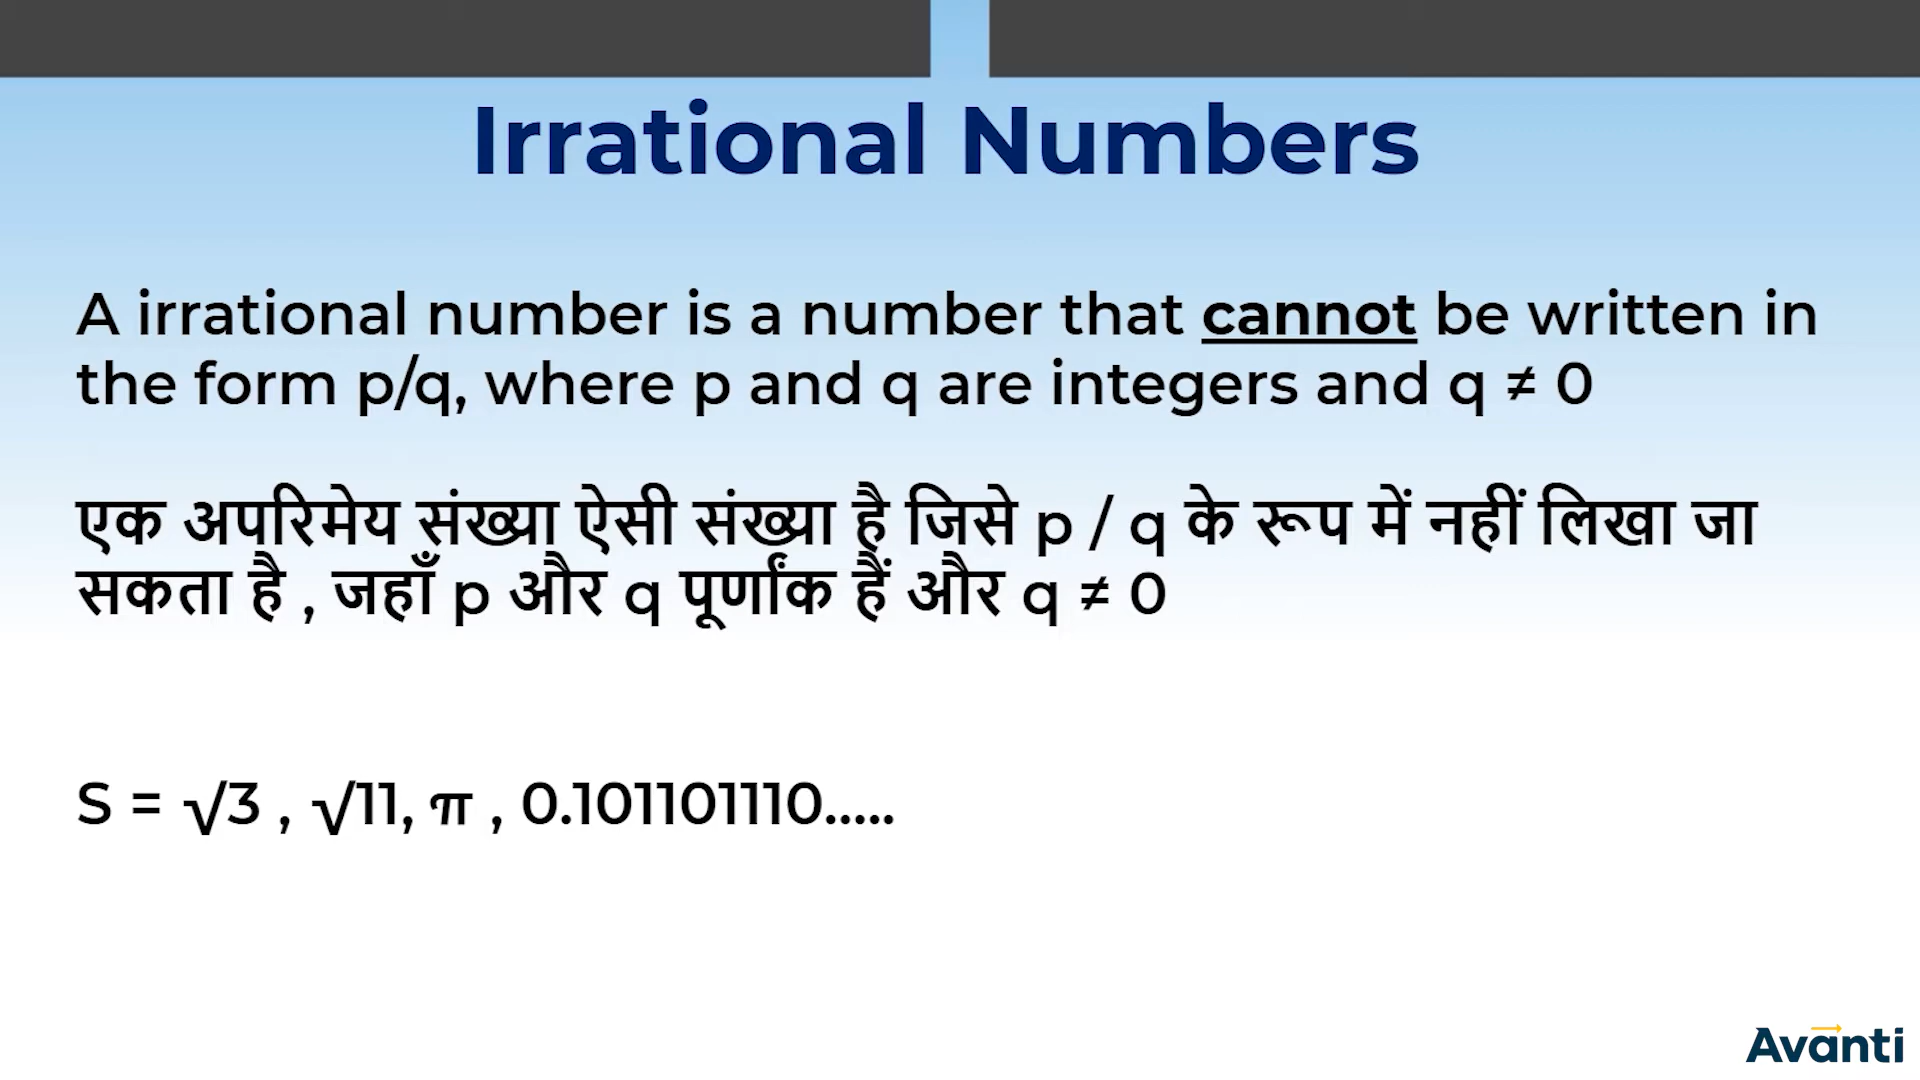 Irrational Numbers
A irrational number is a number that cannot be written in
the form p/q, where p and q are integers and q ≠ 0
एक अपरिमेय संख्या ऐसी संख्या है जिसे p / q के रूप में नहीं लिखा जा
सकता है , जहाँ p और q पूर्णांक हैं और q ≠ 0
S = √3 , √11, π , 0.101101110.....
Avanti